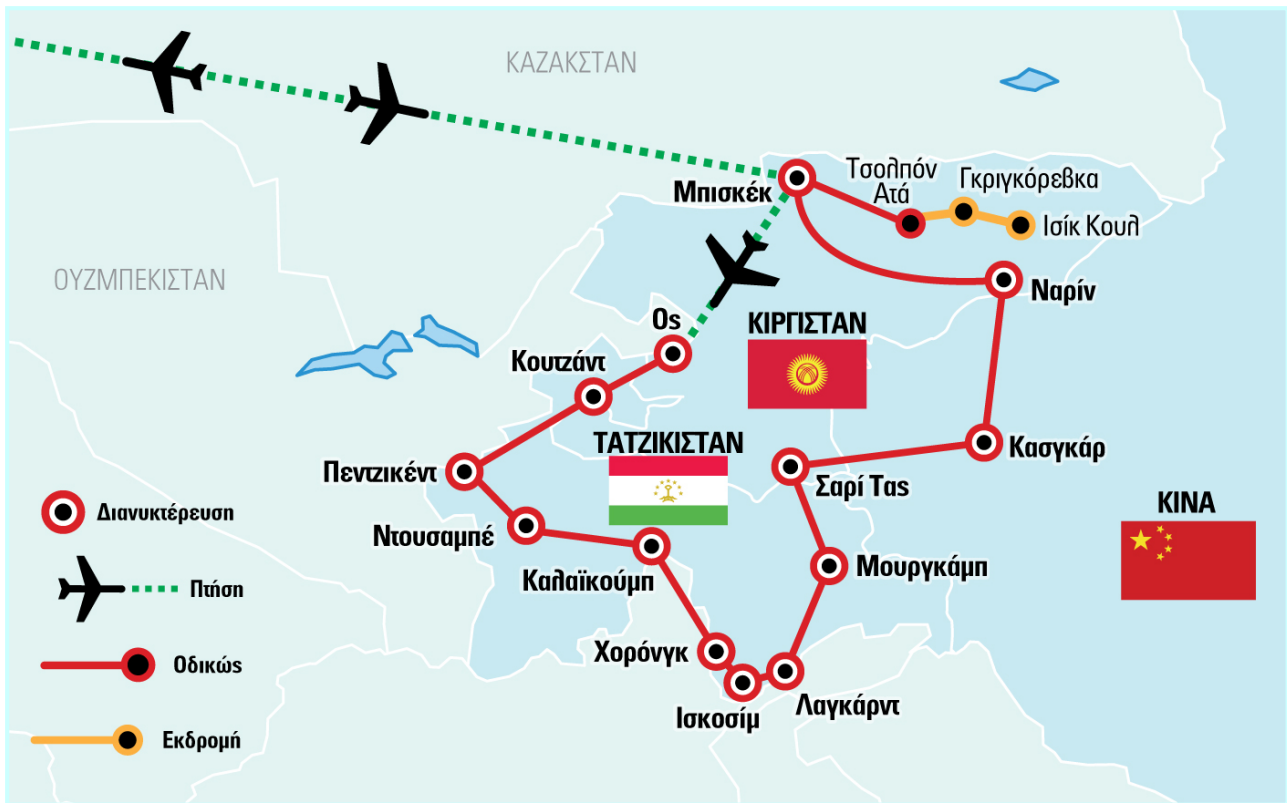 ΚΑΖΑΚΣΤΑΝ
Τσολπόν
Ατά
Γκριγκόρεβκα
Μπισκέκ
Ισίκ Κουλ
ΟΥΖΜΠΕΚΙΣΤΑΝ
Ναρίν
Ος
ΚΙΡΓΙΣΤΑΝ
Κουτζάντ
ΤΑΤΖΙΚΙΣΤΑΝ
Κασγκάρ
Πεντζικέντ
Σαρί Τας
ΚΙΝΑ
Διανυκτέρευση
Ντουσαμπέ
Καλαϊκούμπ
Μουργκάμπ
Πτήση
Χορόνγκ
Οδικώς
Λαγκάρντ
Ισκοσίμ
Εκδρομή